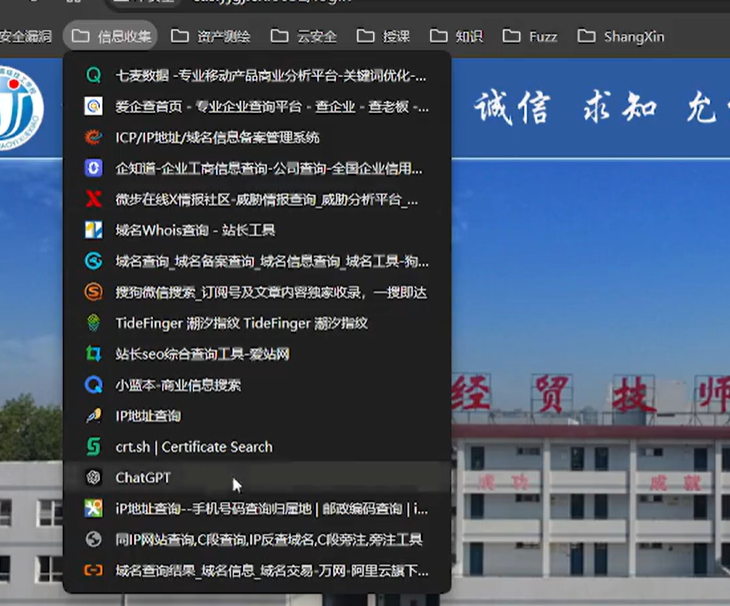 安全漏洞 信息收集 资产测绘 云安全 授课 知识 Fuzz ShangXin
七麦数据 -专业移动产品商业分析平台-关键词优化-...
爱企查首页 - 专业企业查询平台 - 查企业 - 查老板 -...
诚信 求知 允
ICP/IP地址/域名信息备案管理系统
企知道-企业工商信息查询-公司查询-全国企业信用...
微步在线X情报社区-威胁情报查询_威胁分析平台_...
域名Whois查询 - 站长工具
域名查询_域名备案查询_域名信息查询_域名工具-狗...
搜狗微信搜索_订阅号及文章内容独家收录，一搜即达
TideFinger 潮汐指纹 TideFinger 潮汐指纹
站长seo综合查询工具-爱站网
小蓝本-商业信息搜索
经贸技师
IP地址查询
crt.sh | Certificate Search
ChatGPT
成功 成就
iP地址查询--手机号码查询归属地 | 邮政编码查询 | i...
同IP网站查询,C段查询,IP反查域名,C段旁注,旁注工具
域名查询结果_域名信息_域名交易-万网-阿里云旗下...